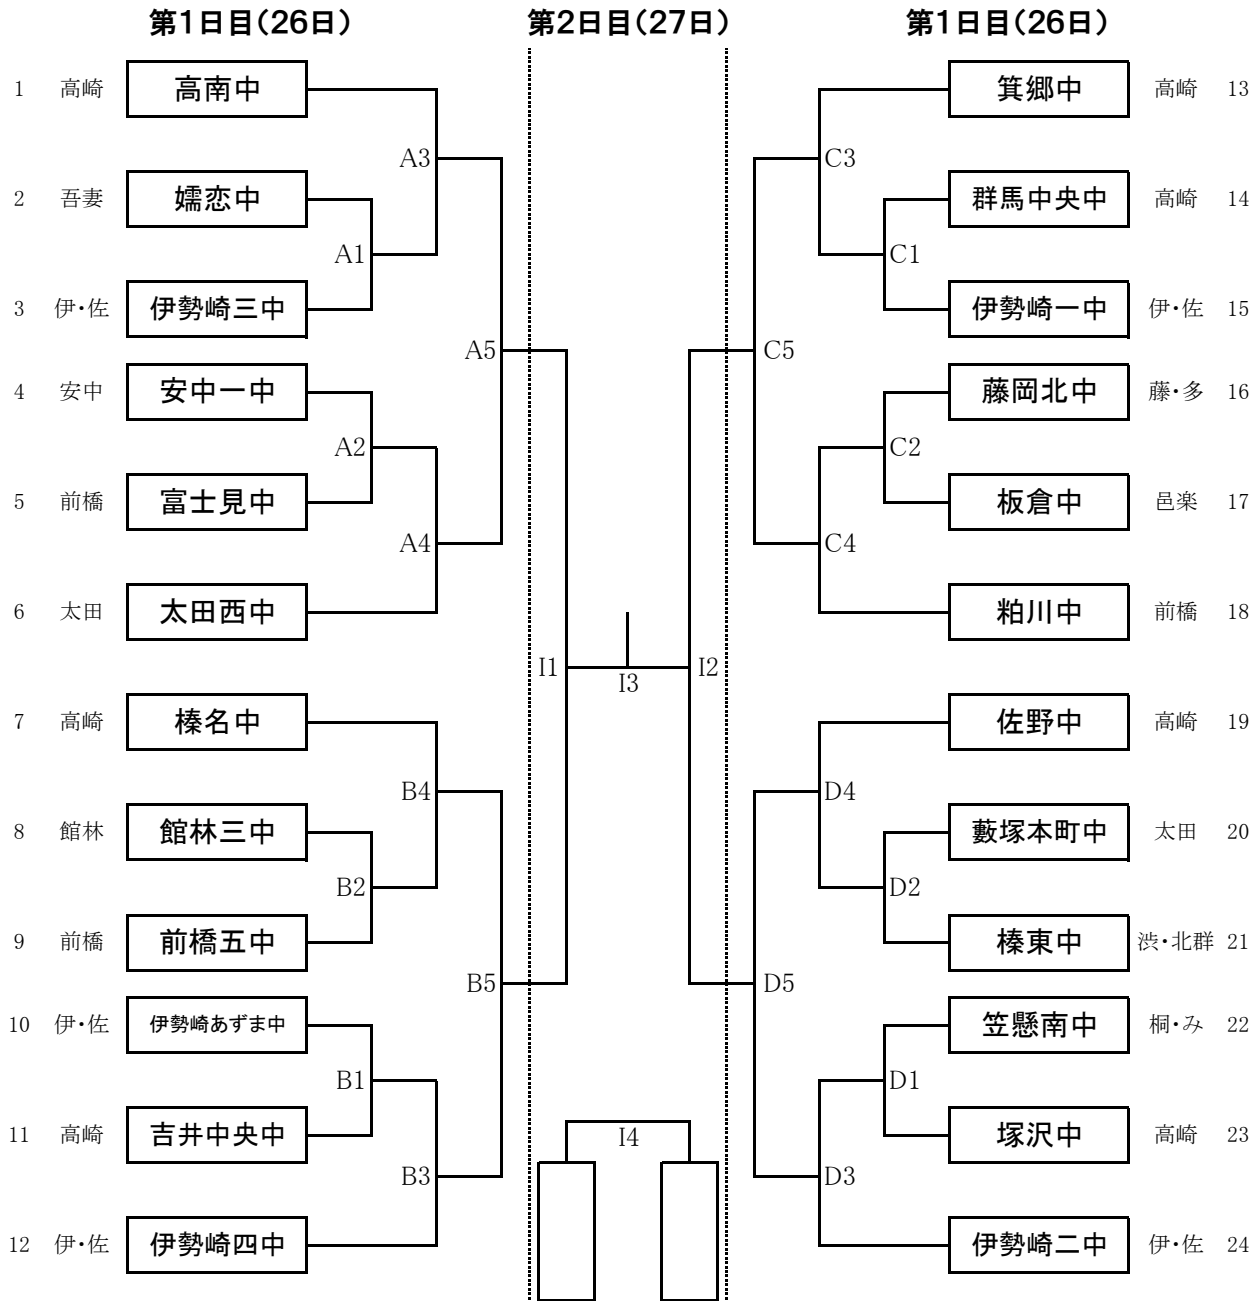 第1日目(26日) 第2日目(27日) 第1日目(26日)
1 高崎 高南中 箕郷中 高崎 13
A3 C3
2 吾妻 嬬恋中 群馬中央中 高崎 14
A1 C1
3 伊・佐 伊勢崎三中 伊勢崎一中 伊・佐 15
A5 C5
4 安中 安中一中 藤岡北中 藤・多 16
A2 C2
5 前橋 富士見中 板倉中 邑楽 17
A4 C4
6 太田 太田西中 粕川中 前橋 18
I1 I3 I2
7 高崎 榛名中 佐野中 高崎 19
B4 D4
8 館林 館林三中 藪塚本町中 太田 20
B2 D2
9 前橋 前橋五中 榛東中 渋・北群 21
B5 D5
10 伊・佐 伊勢崎あずま中 笠懸南中 桐・み 22
B1 D1
11 高崎 吉井中央中 I4 塚沢中 高崎 23
B3 D3
12 伊・佐 伊勢崎四中 伊勢崎二中 伊・佐 24